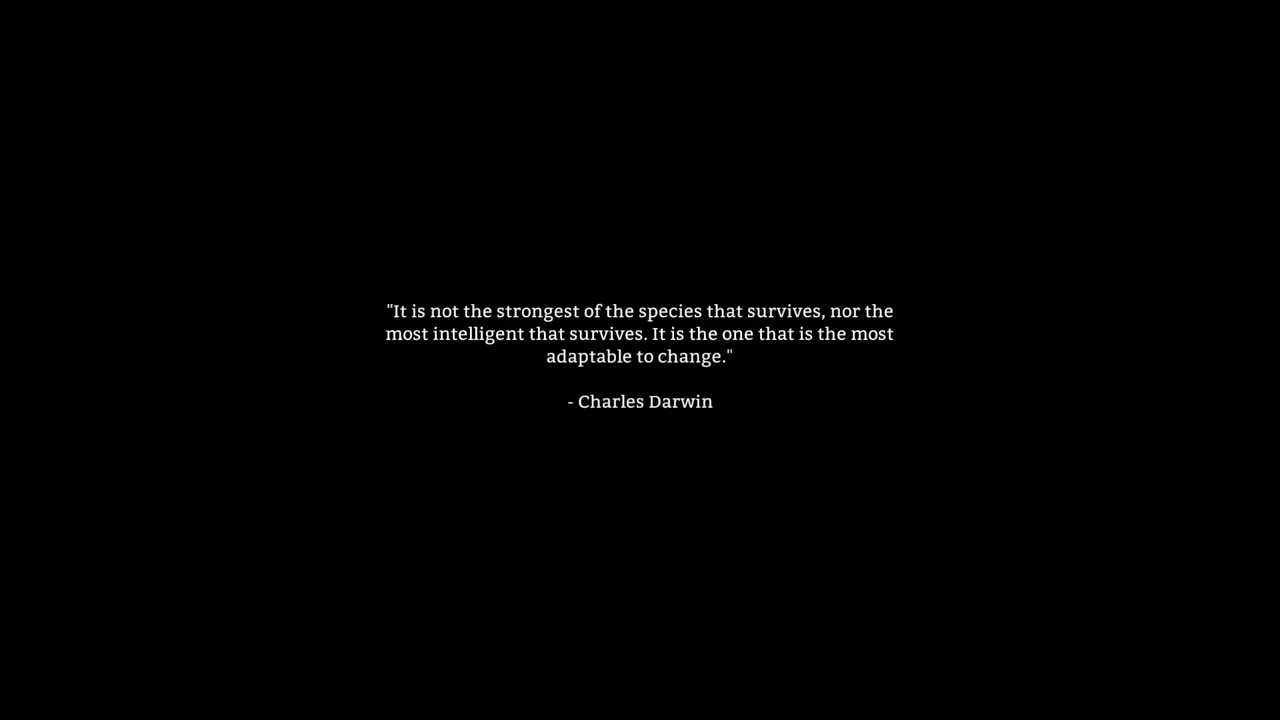 "It is not the strongest of the species that survives, nor the
most intelligent that survives. It is the one that is the most
adaptable to change."
- Charles Darwin